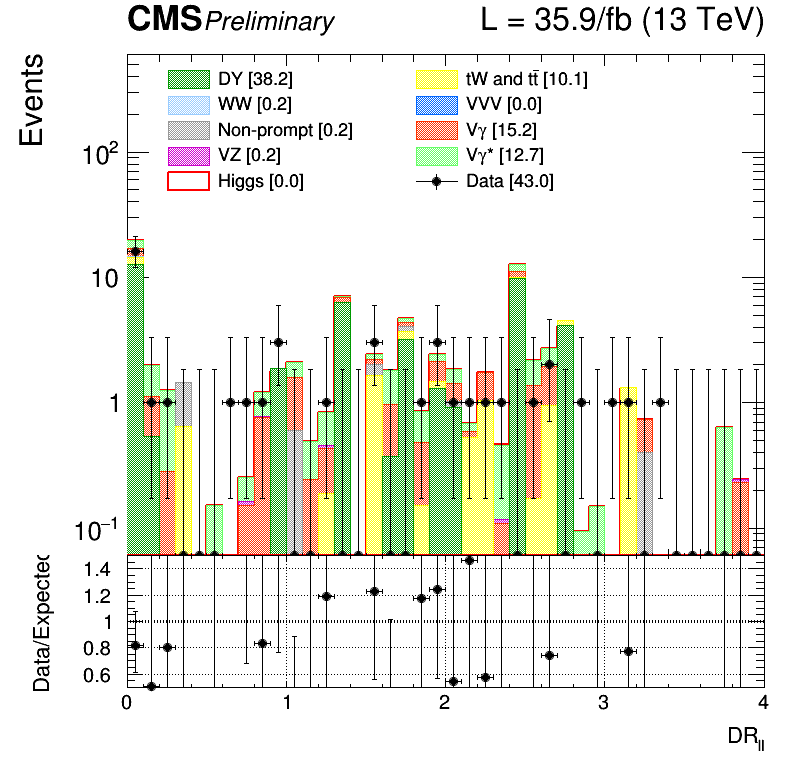 CMS Preliminary L = 35.9/fb (13 TeV)
Events
DY [38.2]
WW [0.2]
Non-prompt [0.2]
VZ [0.2]
Higgs [0.0]
tW and tt̄ [10.1]
VVV [0.0]
Vγ [15.2]
Vγ* [12.7]
Data [43.0]
10²
10
1
10⁻¹
Data/Expected
1.4
1.2
1
0.8
0.6
0 1 2 3 4
DR_ll